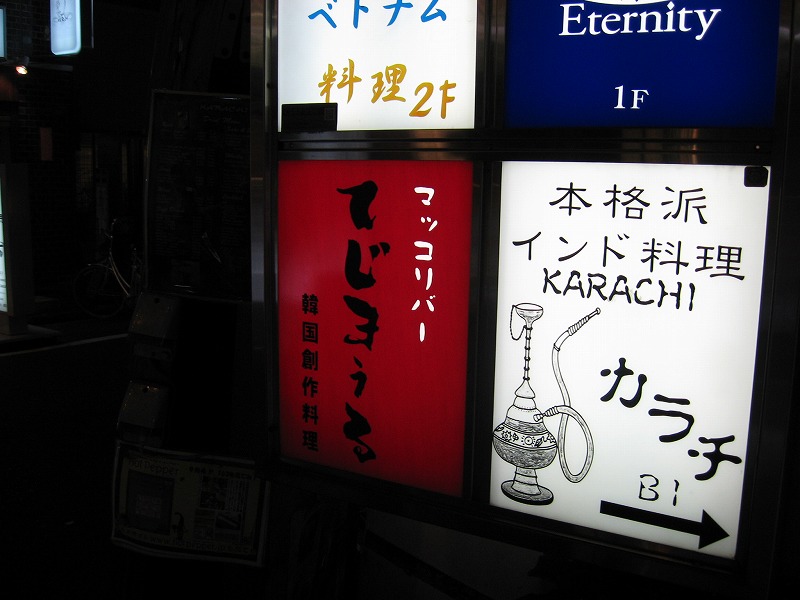 ベトナム
料理2F
Eternity
1F
マッコリバー
てじまぅる
韓国創作料理
本格派
インド料理
KARACHI
カラチ
B1